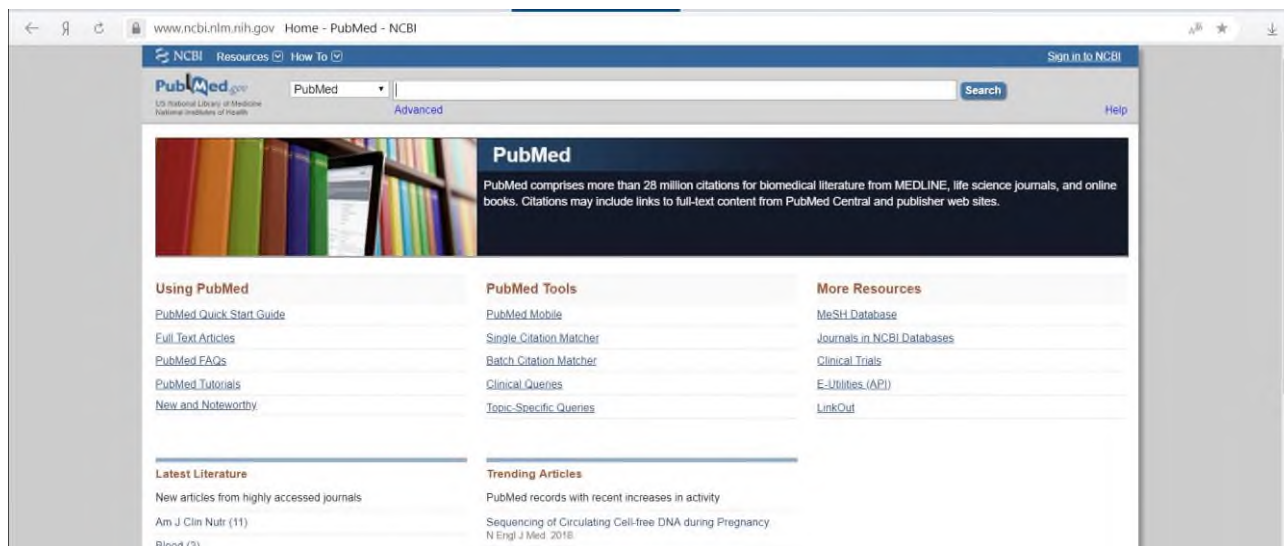 Я www.ncbi.nlm.nih.gov Home - PubMed - NCBI
NCBI Resources How To Sign in to NCBI
PubMed.gov PubMed Search
US National Library of Medicine
National Institutes of Health
Advanced Help
PubMed
PubMed comprises more than 28 million citations for biomedical literature from MEDLINE, life science journals, and online
books. Citations may include links to full-text content from PubMed Central and publisher web sites.
Using PubMed
PubMed Quick Start Guide
Full Text Articles
PubMed FAQs
PubMed Tutorials
New and Noteworthy
PubMed Tools
PubMed Mobile
Single Citation Matcher
Batch Citation Matcher
Clinical Queries
Topic-Specific Queries
More Resources
MeSH Database
Journals in NCBI Databases
Clinical Trials
E-Utilities (API)
LinkOut
Latest Literature
New articles from highly accessed journals
Am J Clin Nutr (11)
Trending Articles
PubMed records with recent increases in activity
Sequencing of Circulating Cell-free DNA during Pregnancy
N Engl J Med. 2018.